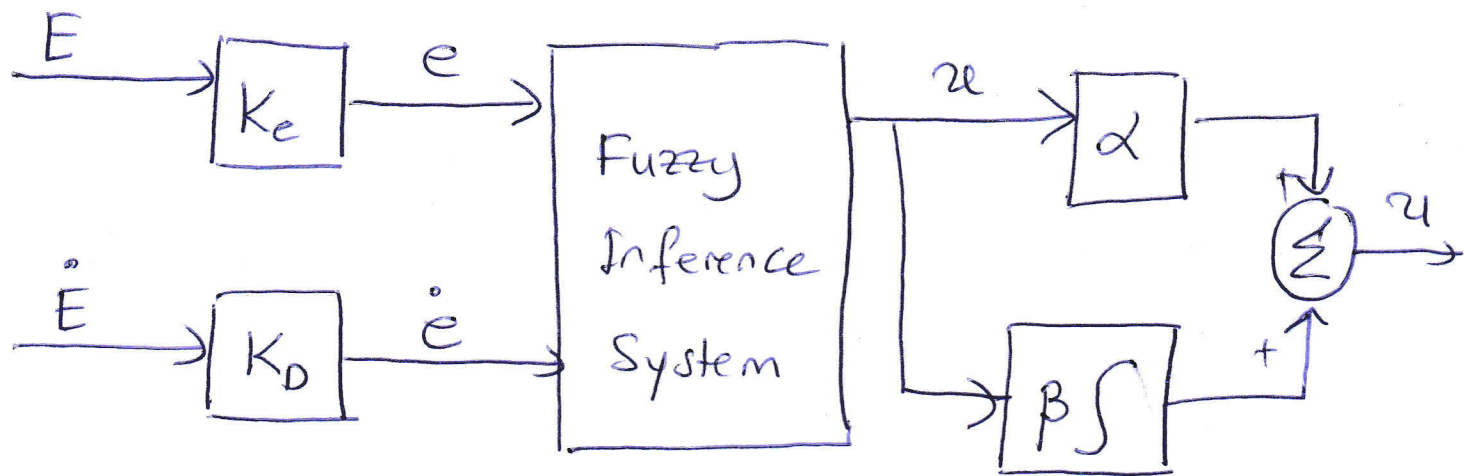 E
Ke
e
Ė
KD
ė
Fuzzy
Inference
System
u
α
β∫
+
+
Σ
u